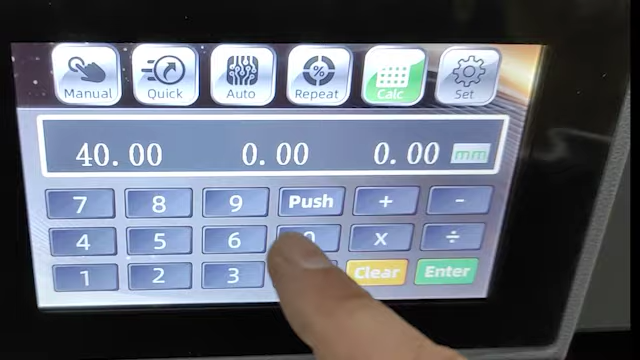 Manual Quick Auto Repeat Calc Set
40.00 0.00 0.00 mm
7 8 9 Push + -
4 5 6 0 x ÷
1 2 3 Clear Enter